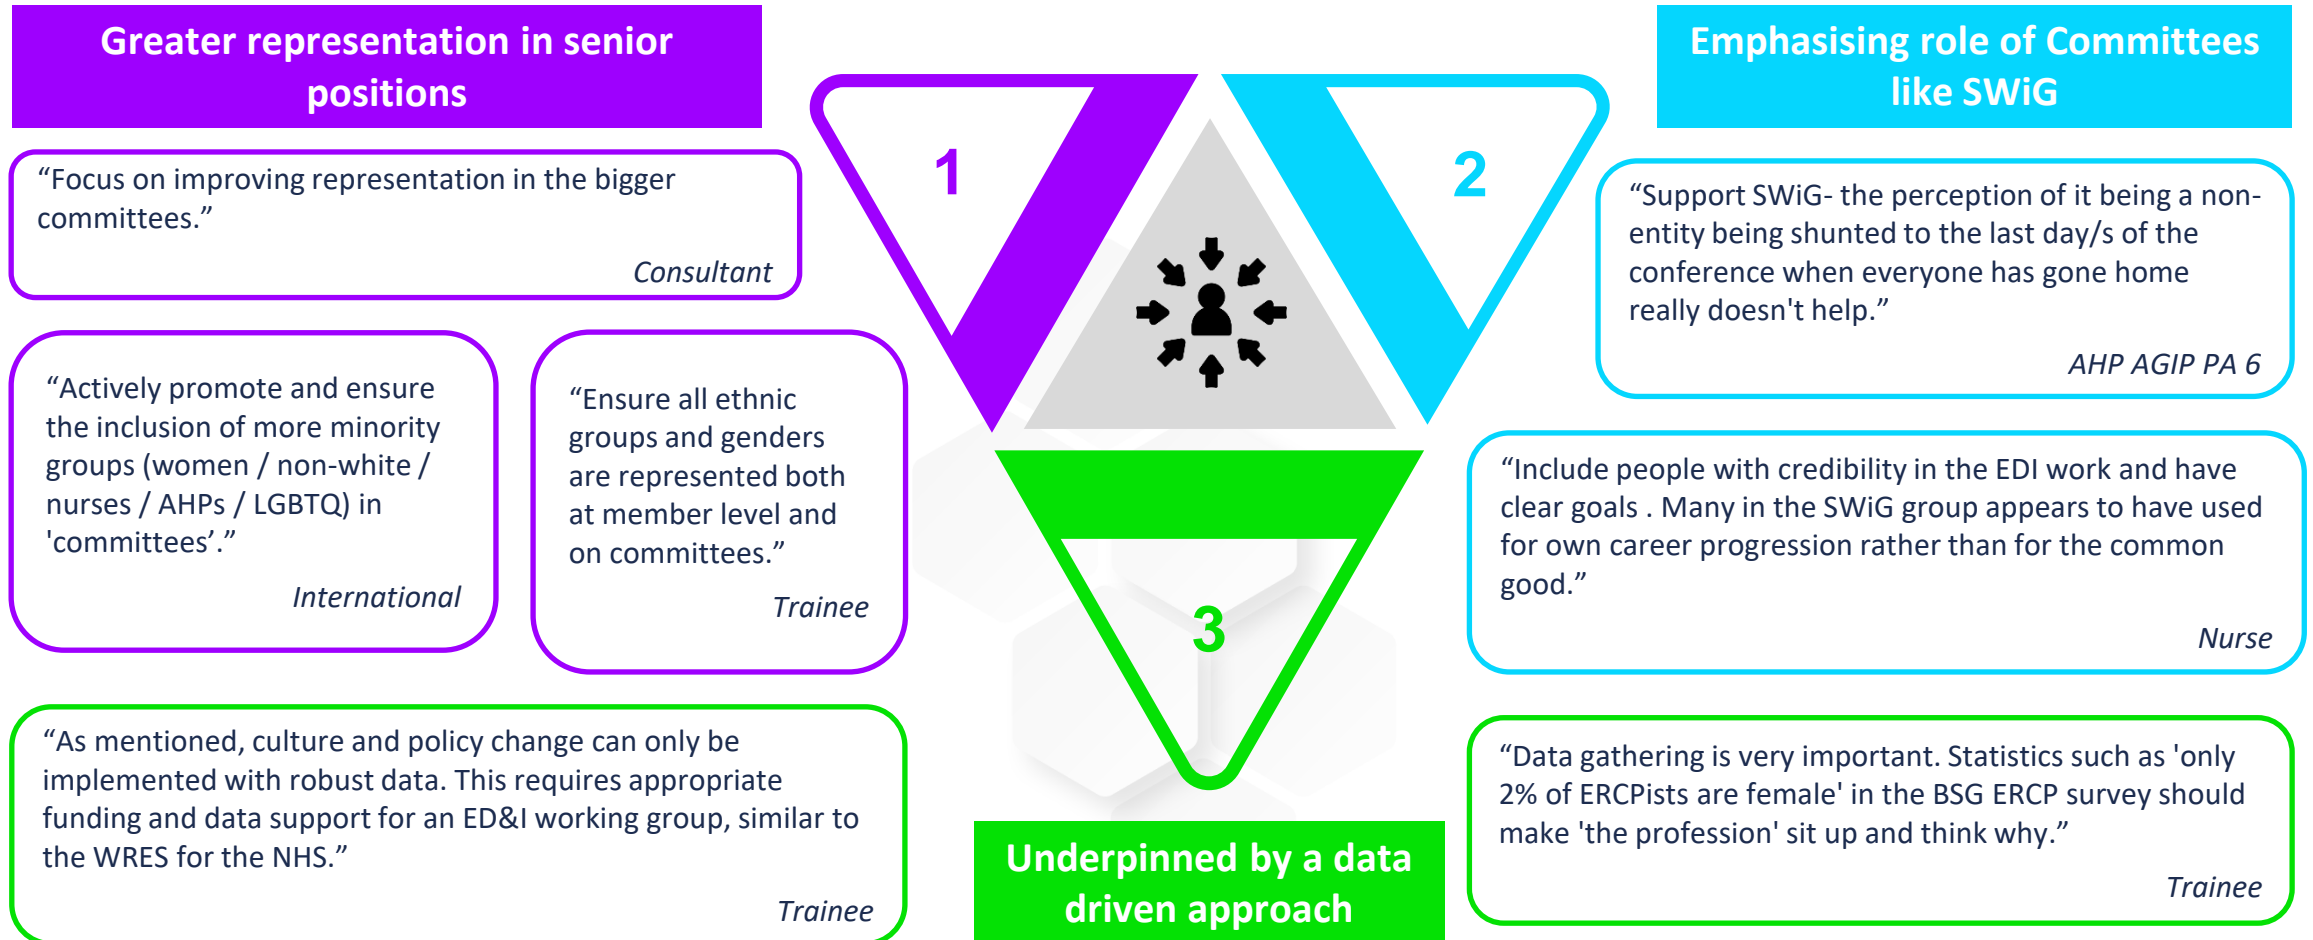 Greater representation in senior
positions
“Focus on improving representation in the bigger
committees.”
Consultant
“Actively promote and ensure
the inclusion of more minority
groups (women / non-white /
nurses / AHPs / LGBTQ) in
'committees’.”
International
“Ensure all ethnic
groups and genders
are represented both
at member level and
on committees.”
Trainee
1
2
Emphasising role of Committees
like SWiG
“Support SWiG- the perception of it being a non-
entity being shunted to the last day/s of the
conference when everyone has gone home
really doesn't help.”
AHP AGIP PA 6
“Include people with credibility in the EDI work and have
clear goals . Many in the SWiG group appears to have used
for own career progression rather than for the common
good.”
Nurse
3
Underpinned by a data
driven approach
“As mentioned, culture and policy change can only be
implemented with robust data. This requires appropriate
funding and data support for an ED&I working group, similar to
the WRES for the NHS.”
Trainee
“Data gathering is very important. Statistics such as 'only
2% of ERCPists are female' in the BSG ERCP survey should
make 'the profession' sit up and think why.”
Trainee